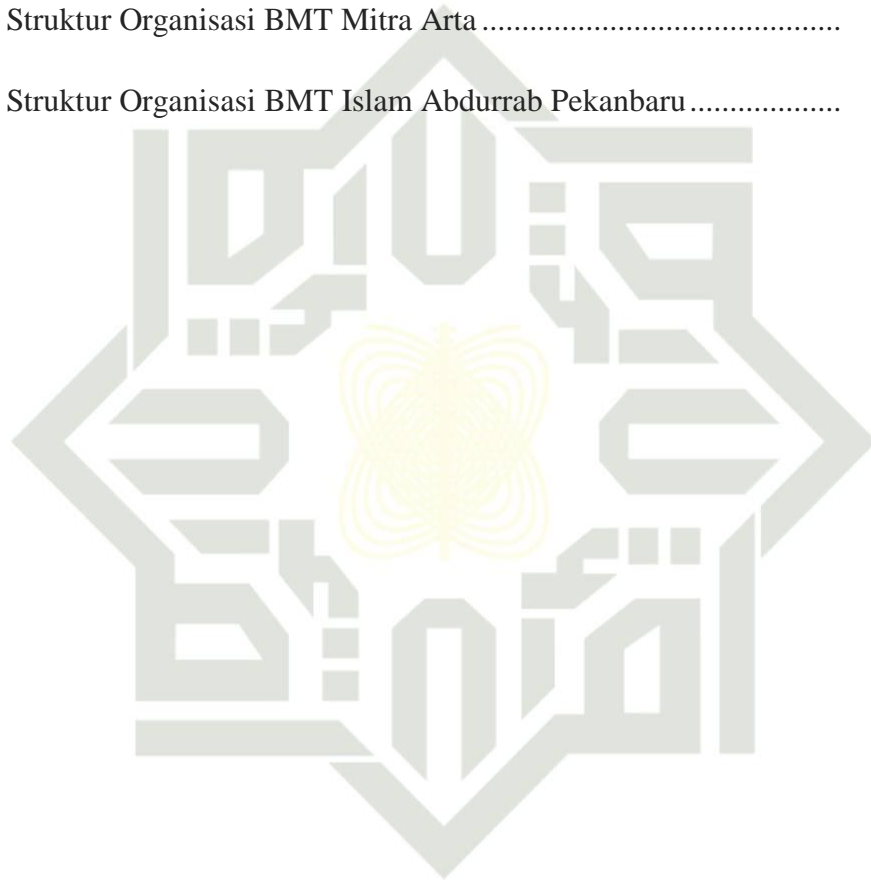 Struktur Organisasi BMT Mitra Arta .............................................
Struktur Organisasi BMT Islam Abdurrab Pekanbaru ...................